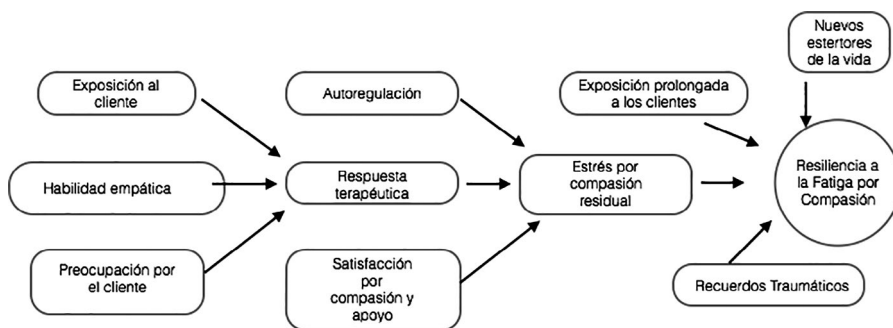 Exposición al
cliente
Habilidad empática
Preocupación por
el cliente
Autoregulación
Respuesta
terapéutica
Satisfacción
por
compasión y
apoyo
Estrés por
compasión
residual
Exposición prolongada
a los clientes
Nuevos
estertores
de la vida
Resiliencia a
la Fatiga por
Compasión
Recuerdos Traumáticos